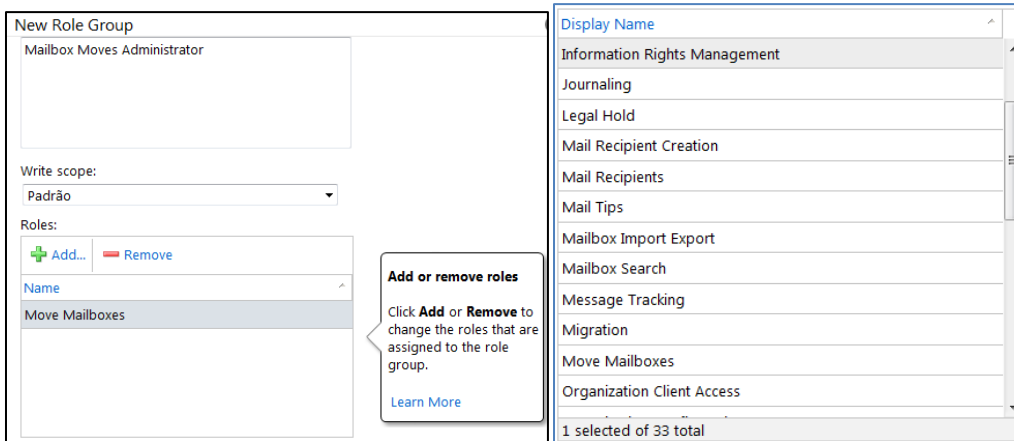 New Role Group
Mailbox Moves Administrator
Write scope:
Padrão
Roles:
Add...
Remove
Name
Move Mailboxes
Add or remove roles
Click Add or Remove to
change the roles that are
assigned to the role
group.
Learn More
Display Name
Information Rights Management
Journaling
Legal Hold
Mail Recipient Creation
Mail Recipients
Mail Tips
Mailbox Import Export
Mailbox Search
Message Tracking
Migration
Move Mailboxes
Organization Client Access
1 selected of 33 total